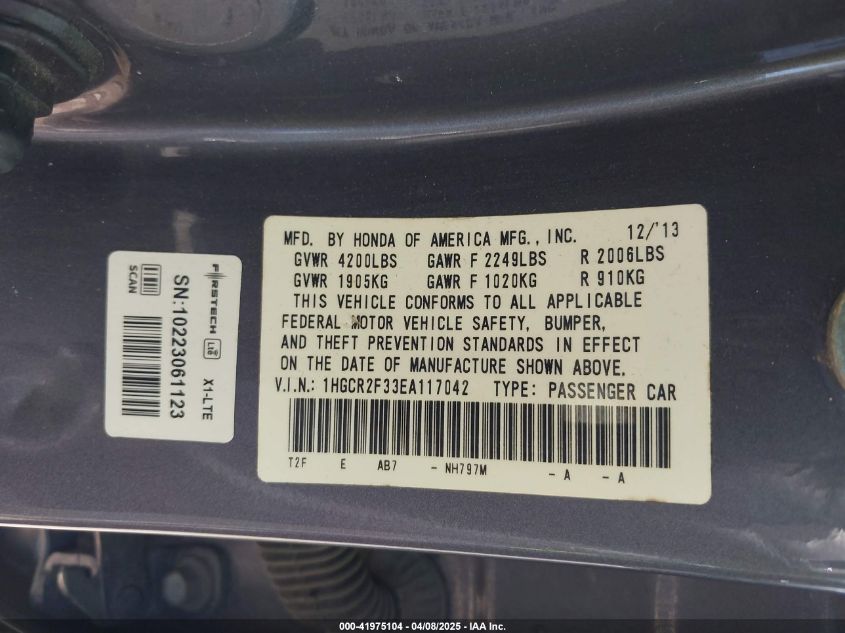 MFD. BY HONDA OF AMERICA MFG., INC. 12/'13
GVWR 4200LBS GAWR F 2249LBS R 2006LBS
GVWR 1905KG GAWR F 1020KG R 910KG
THIS VEHICLE CONFORMS TO ALL APPLICABLE
FEDERAL MOTOR VEHICLE SAFETY, BUMPER,
AND THEFT PREVENTION STANDARDS IN EFFECT
ON THE DATE OF MANUFACTURE SHOWN ABOVE.
V.I.N.: 1HGCR2F33EA117042 TYPE: PASSENGER CAR
T2F E AB7 - NH797M - A - A
FIRSTECH LTE X1-LTE
SN:10223061123
SCAN
000-41975104 - 04/08/2025 - IAA Inc.